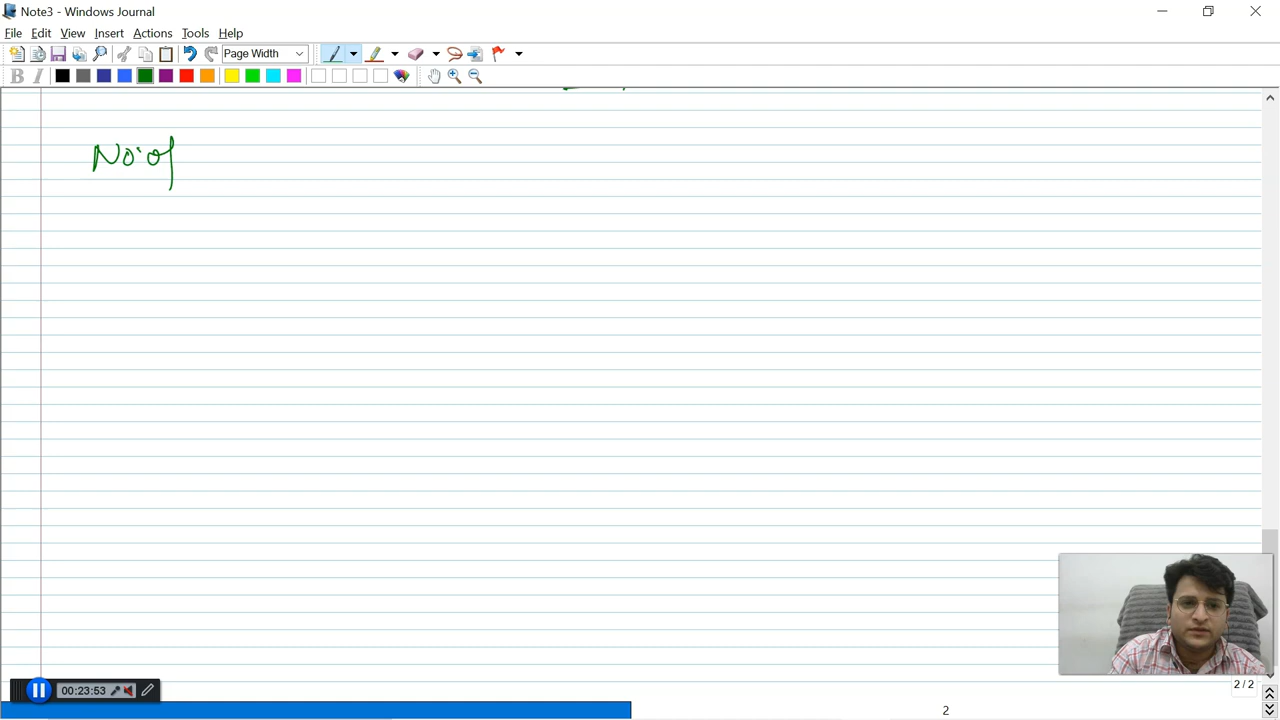 Note3 - Windows Journal
File Edit View Insert Actions Tools Help
Page Width
B I
No. of
00:23:53
2 / 2
2